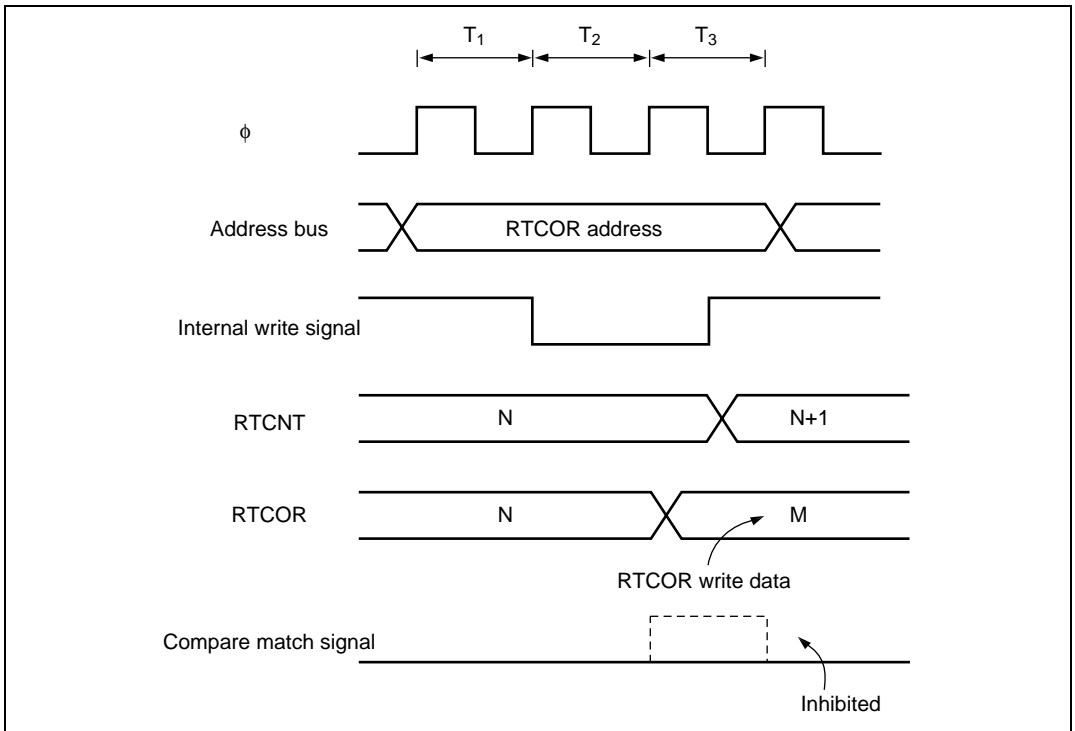 T1 T2 T3
ϕ
Address bus
RTCOR address
Internal write signal
RTCNT
N
N+1
RTCOR
N
M
RTCOR write data
Compare match signal
Inhibited